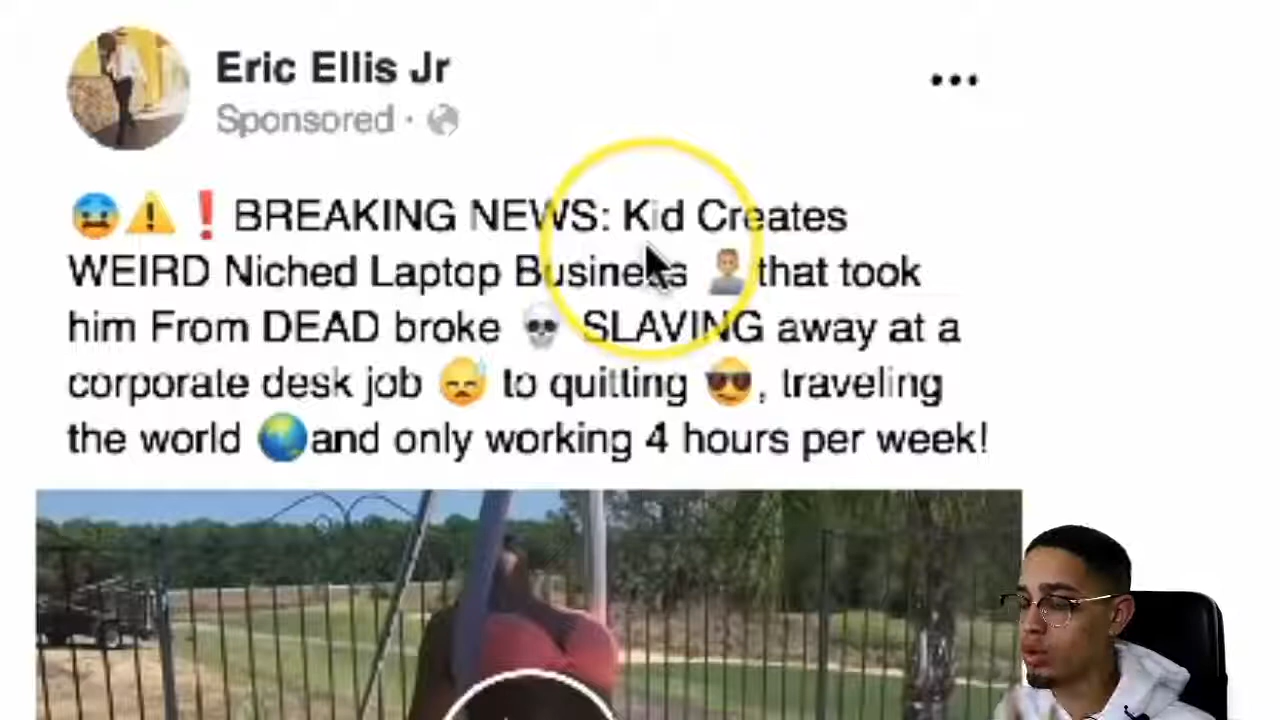 Eric Ellis Jr
Sponsored ·
😰⚠️❗BREAKING NEWS: Kid Creates
WEIRD Niched Laptop Business 👨🏽that took
him From DEAD broke 💀 SLAVING away at a
corporate desk job 😓 to quitting 😎, traveling
the world 🌏and only working 4 hours per week!